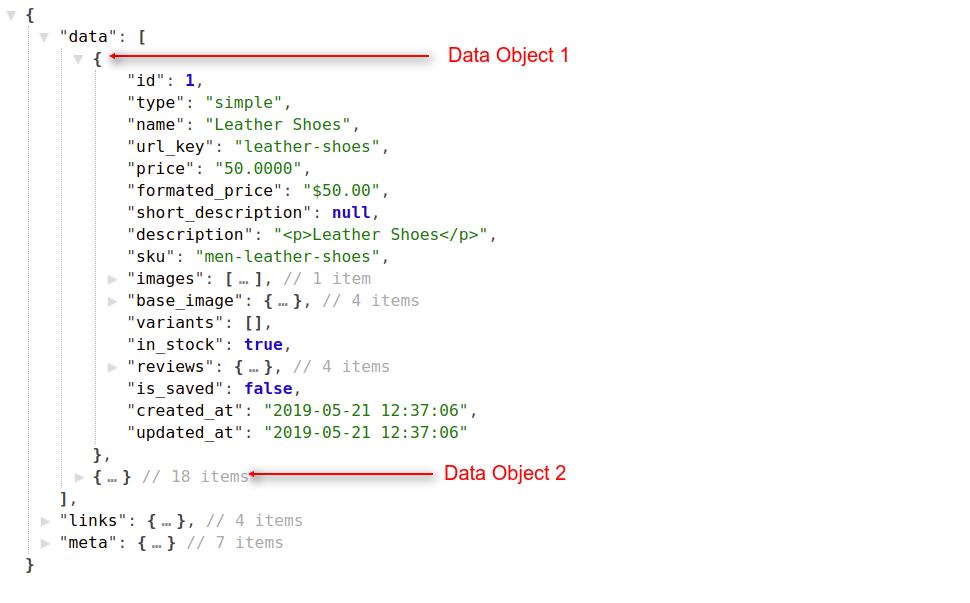 {
"data": [
{ Data Object 1
"id": 1,
"type": "simple",
"name": "Leather Shoes",
"url_key": "leather-shoes",
"price": "50.0000",
"formated_price": "$50.00",
"short_description": null,
"description": "<p>Leather Shoes</p>",
"sku": "men-leather-shoes",
"images": [ … ], // 1 item
"base_image": { … }, // 4 items
"variants": [],
"in_stock": true,
"reviews": { … }, // 4 items
"is_saved": false,
"created_at": "2019-05-21 12:37:06",
"updated_at": "2019-05-21 12:37:06"
},
{ … } // 18 items Data Object 2
],
"links": { … }, // 4 items
"meta": { … } // 7 items
}